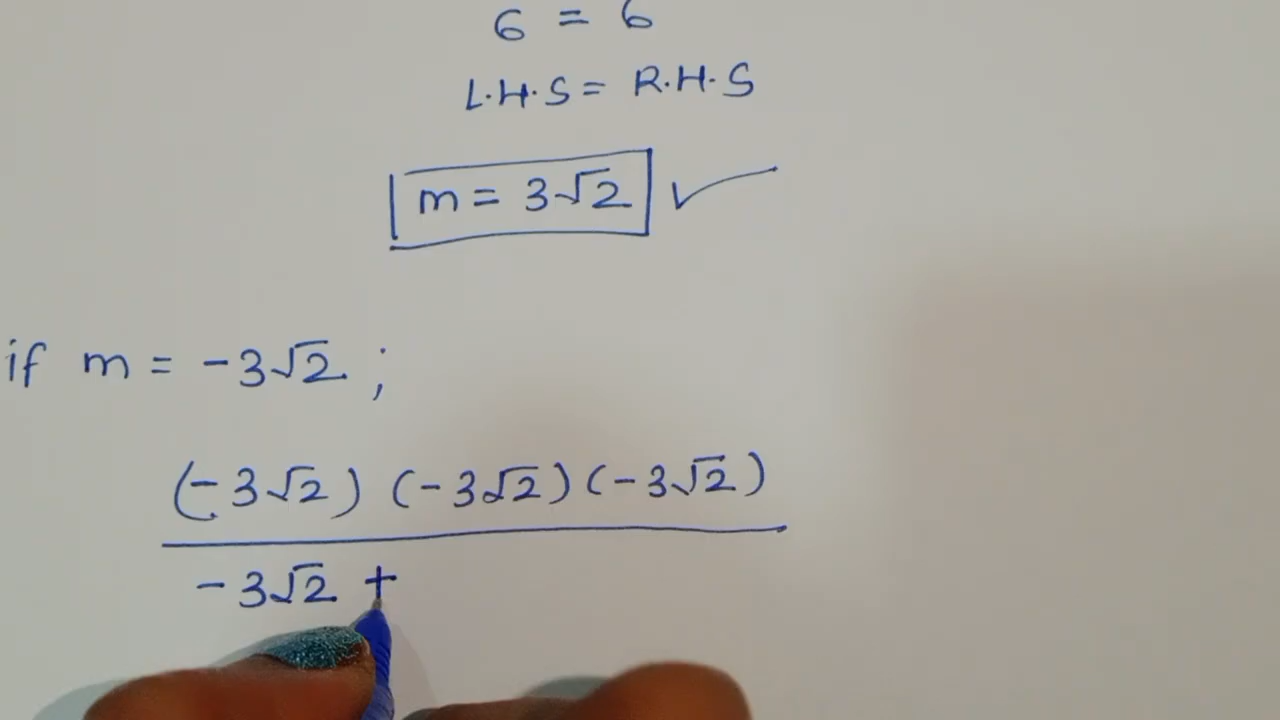 6 = 6
L.H.S = R.H.S
m = 3√2 ✓
if m = -3√2 ;
(-3√2) (-3√2) (-3√2)
-3√2 +